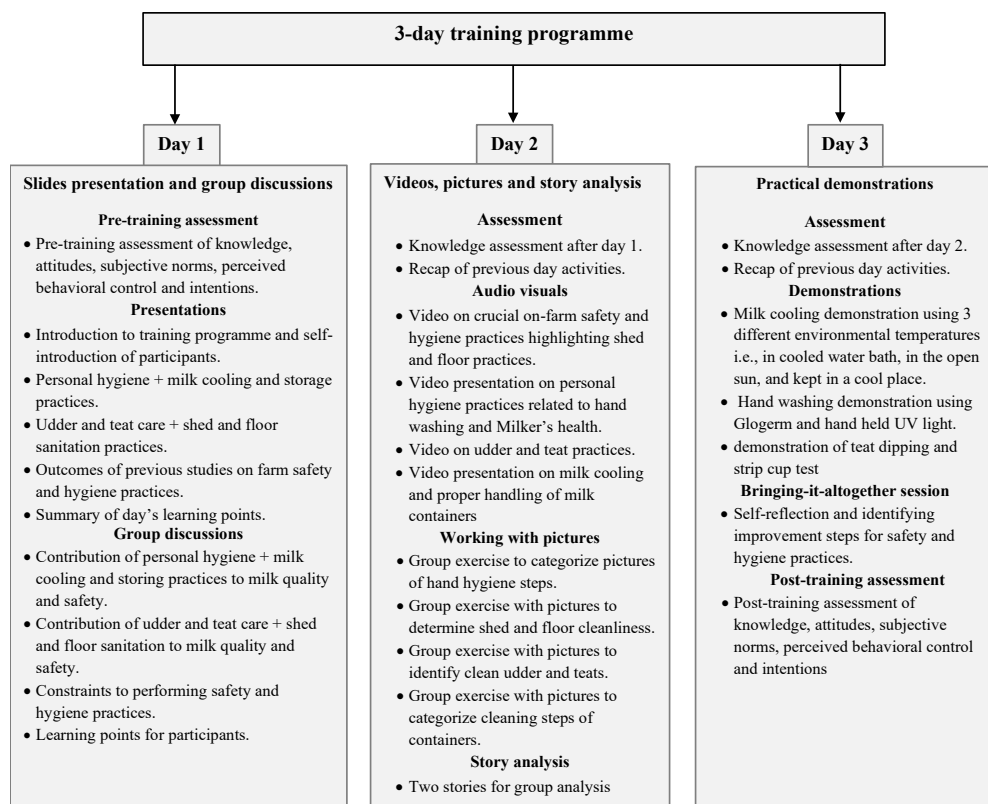 3-day training programme
Day 1
Slides presentation and group discussions
Pre-training assessment
• Pre-training assessment of knowledge,
attitudes, subjective norms, perceived
behavioral control and intentions.
Presentations
• Introduction to training programme and self-
introduction of participants.
• Personal hygiene + milk cooling and storage
practices.
• Udder and teat care + shed and floor
sanitation practices.
• Outcomes of previous studies on farm safety
and hygiene practices.
• Summary of day's learning points.
Group discussions
• Contribution of personal hygiene + milk
cooling and storing practices to milk quality
and safety.
• Contribution of udder and teat care + shed
and floor sanitation to milk quality and
safety.
• Constraints to performing safety and
hygiene practices.
• Learning points for participants.
Day 2
Videos, pictures and story analysis
Assessment
• Knowledge assessment after day 1.
• Recap of previous day activities.
Audio visuals
• Video on crucial on-farm safety and
hygiene practices highlighting shed
and floor practices.
• Video presentation on personal
hygiene practices related to hand
washing and Milker's health.
• Video on udder and teat practices.
• Video presentation on milk cooling
and proper handling of milk
containers
Working with pictures
• Group exercise to categorize pictures
of hand hygiene steps.
• Group exercise with pictures to
determine shed and floor cleanliness.
• Group exercise with pictures to
identify clean udder and teats.
• Group exercise with pictures to
categorize cleaning steps of
containers.
Story analysis
• Two stories for group analysis
Day 3
Practical demonstrations
Assessment
• Knowledge assessment after day 2.
• Recap of previous day activities.
Demonstrations
• Milk cooling demonstration using 3
different environmental temperatures
i.e., in cooled water bath, in the open
sun, and kept in a cool place.
• Hand washing demonstration using
Glogerm and hand held UV light.
• demonstration of teat dipping and
strip cup test
Bringing-it-altogether session
• Self-reflection and identifying
improvement steps for safety and
hygiene practices.
Post-training assessment
• Post-training assessment of
knowledge, attitudes, subjective
norms, perceived behavioral control
and intentions